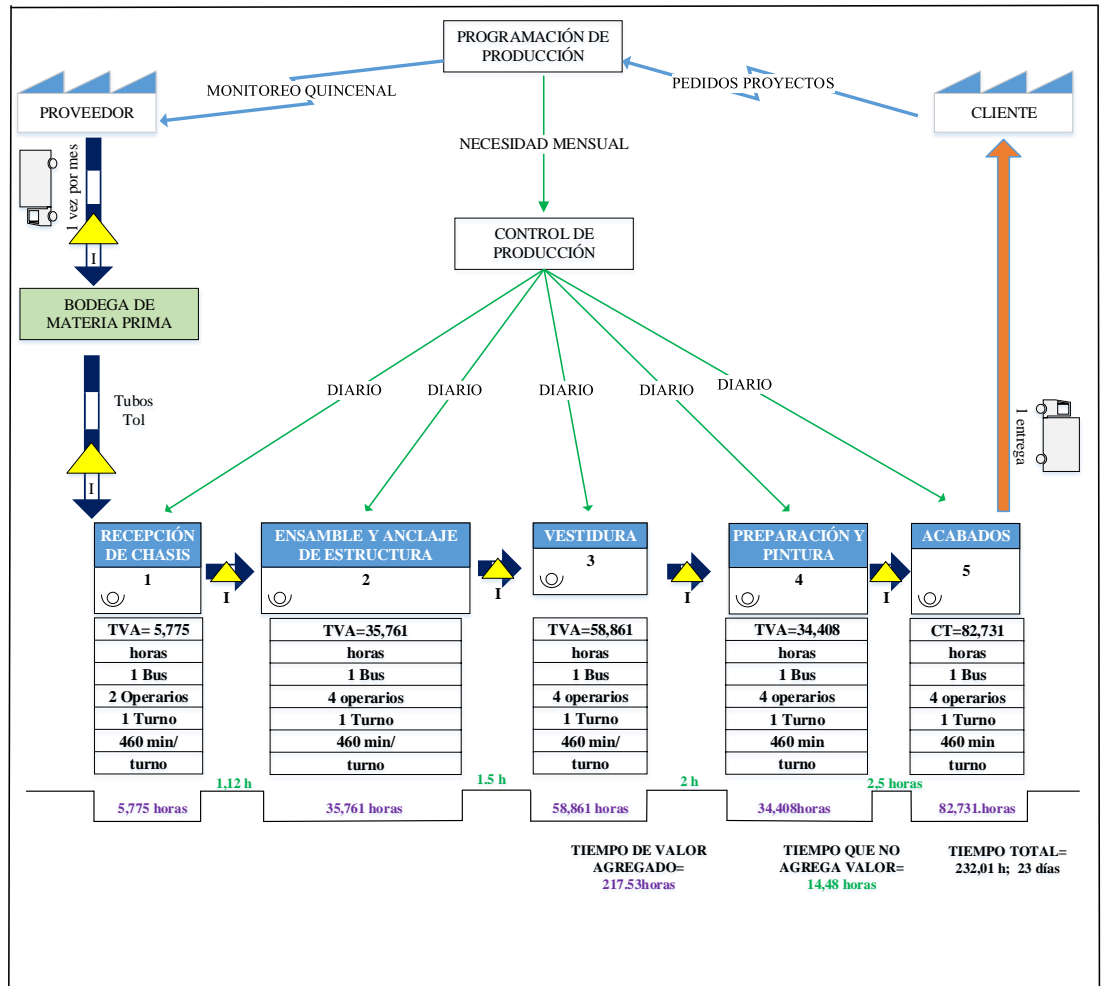 PROGRAMACIÓN DE
PRODUCCIÓN
MONITOREO QUINCENAL
PEDIDOS PROYECTOS
PROVEEDOR
CLIENTE
NECESIDAD MENSUAL
1 vez por mes
I
CONTROL DE
PRODUCCIÓN
BODEGA DE
MATERIA PRIMA
Tubos
Tol
I
DIARIO
DIARIO
DIARIO
DIARIO
DIARIO
1 entrega
RECEPCIÓN
DE CHASIS
1
TVA= 5,775
horas
1 Bus
2 Operarios
1 Turno
460 min/
turno
I
ENSAMBLE Y ANCLAJE
DE ESTRUCTURA
2
TVA=35,761
horas
1 Bus
4 operarios
1 Turno
460 min/
turno
I
VESTIDURA
3
TVA=58,861
horas
1 Bus
4 operarios
1 Turno
460 min/
turno
I
PREPARACIÓN Y
PINTURA
4
TVA=34,408
horas
1 Bus
4 operarios
1 Turno
460 min
turno
I
ACABADOS
5
CT=82,731
horas
1 Bus
4 operarios
1 Turno
460 min
turno
1,12 h
1.5 h
2 h
2,5 horas
5,775 horas
35,761 horas
58,861 horas
34,408horas
82,731.horas
TIEMPO DE VALOR
AGREGADO=
217.53horas
TIEMPO QUE NO
AGREGA VALOR=
14,48 horas
TIEMPO TOTAL=
232,01 h; 23 días